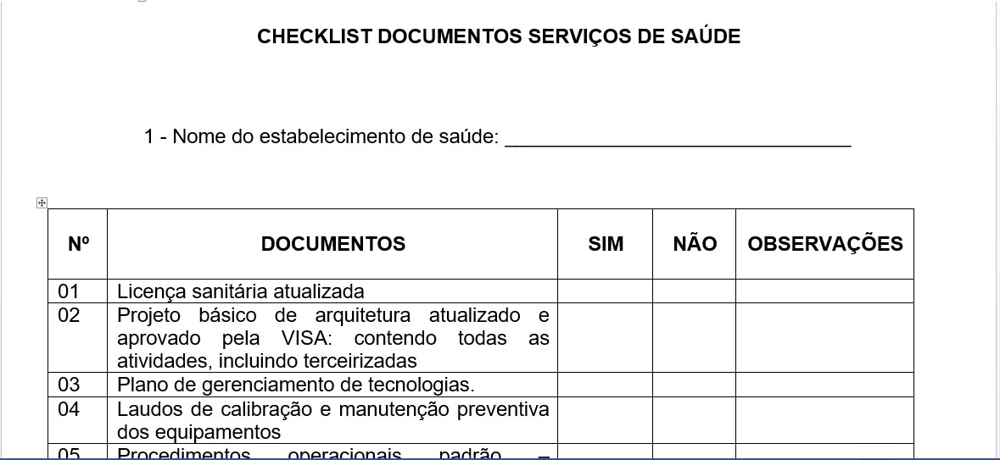 CHECKLIST DOCUMENTOS SERVIÇOS DE SAÚDE
1 - Nome do estabelecimento de saúde: _______________________________
Nº DOCUMENTOS SIM NÃO OBSERVAÇÕES
01 Licença sanitária atualizada
02 Projeto básico de arquitetura atualizado e
aprovado pela VISA: contendo todas as
atividades, incluindo terceirizadas
03 Plano de gerenciamento de tecnologias.
04 Laudos de calibração e manutenção preventiva
dos equipamentos
05 Procedimentos operacionais padrão –